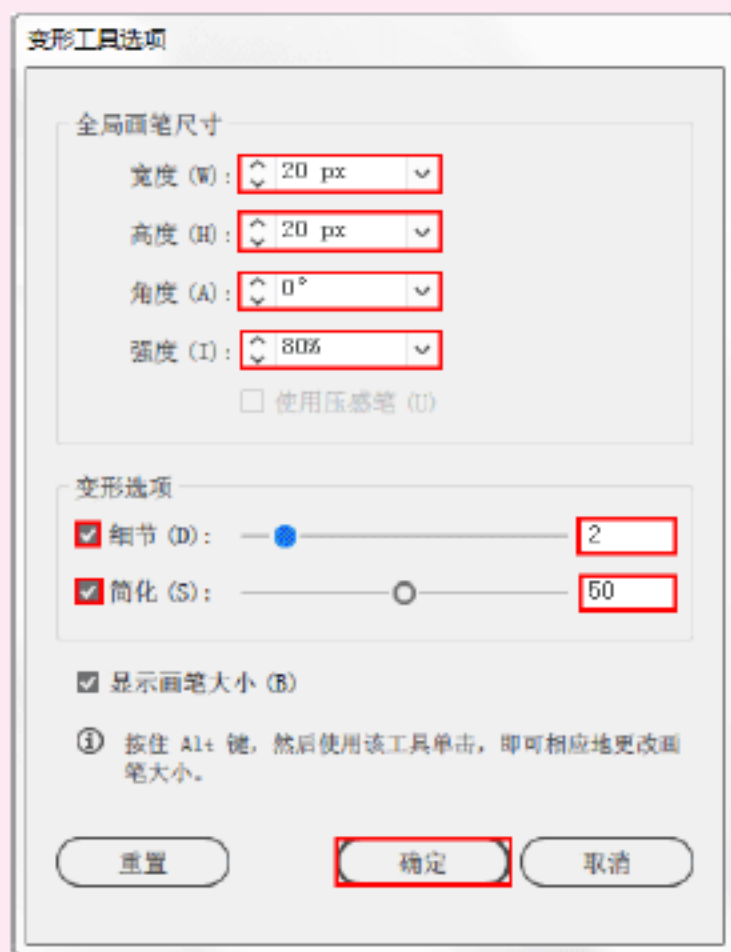 变形工具选项
全局画笔尺寸
宽度 (W): 20 px
高度 (H): 20 px
角度 (A): 0°
强度 (I): 80%
使用压感笔 (U)
变形选项
细节 (D): 2
简化 (S): 50
显示画笔大小 (B)
按住 Alt 键，然后使用该工具单击，即可相应地更改画
笔大小。
重置 确定 取消